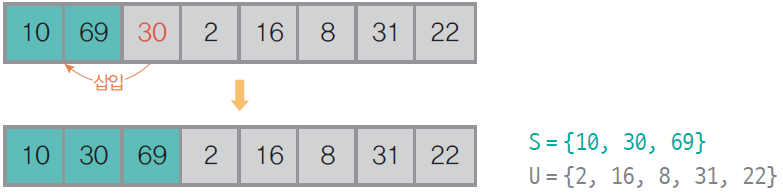 10 69 30 2 16 8 31 22
삽입
10 30 69 2 16 8 31 22
S = {10, 30, 69}
U = {2, 16, 8, 31, 22}